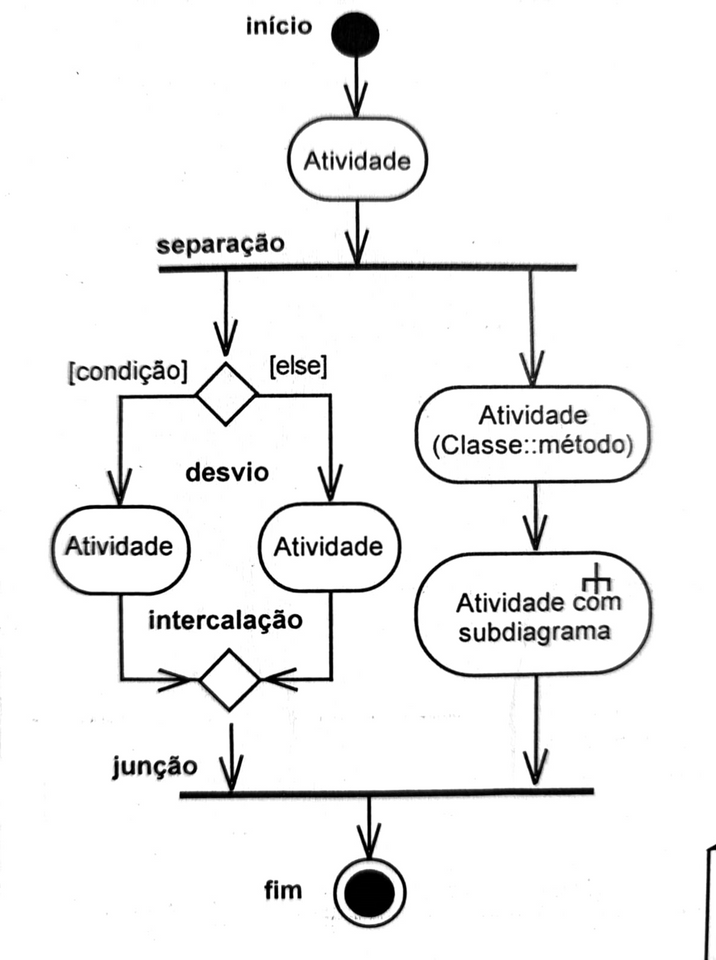 início
Atividade
separação
[condição]
[else]
Atividade
(Classe::método)
desvio
Atividade
Atividade
Atividade com
subdiagrama
intercalação
junção
fim